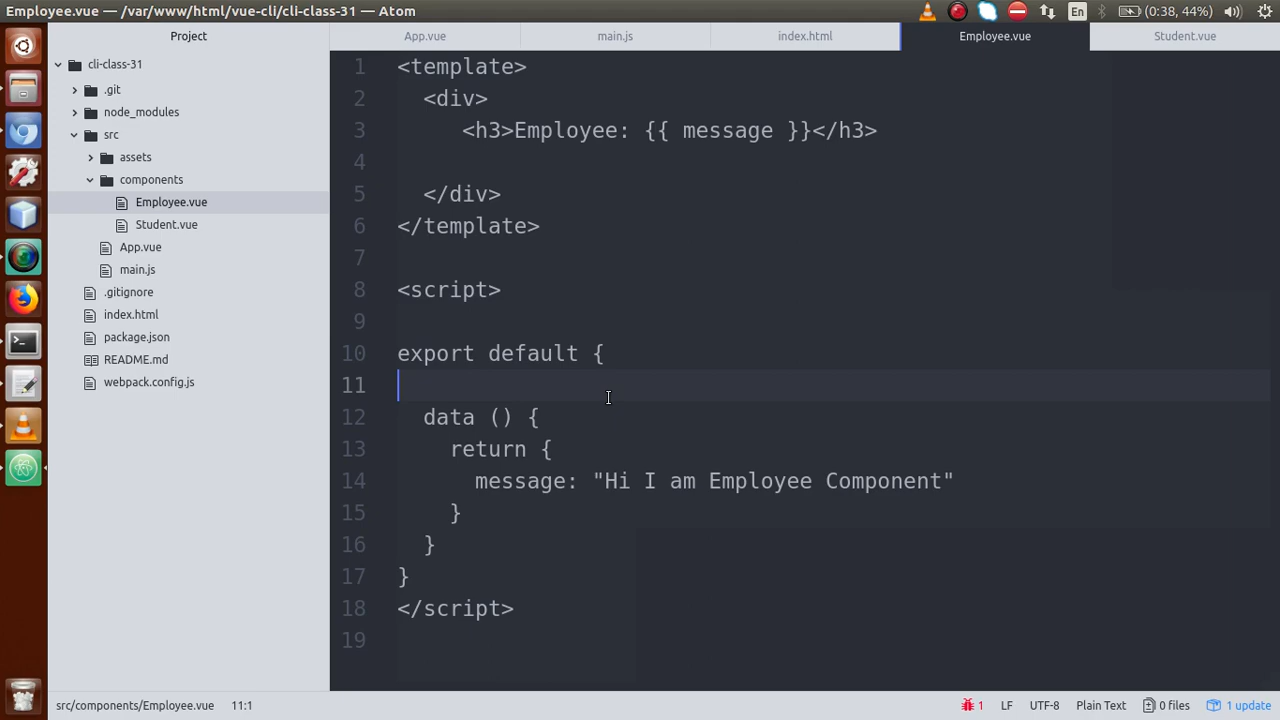 Employee.vue — /var/www/html/vue-cli/cli-class-31 — Atom
En
(0:38, 44%)
Project
App.vue
main.js
index.html
Employee.vue
Student.vue
cli-class-31
.git
node_modules
src
assets
components
Employee.vue
Student.vue
App.vue
main.js
.gitignore
index.html
package.json
README.md
webpack.config.js
1 <template>
2 <div>
3 <h3>Employee: {{ message }}</h3>
4
5 </div>
6 </template>
7
8 <script>
9
10 export default {
11
12 data () {
13 return {
14 message: "Hi I am Employee Component"
15 }
16 }
17 }
18 </script>
19
src/components/Employee.vue 11:1
1 LF UTF-8 Plain Text 0 files 1 update